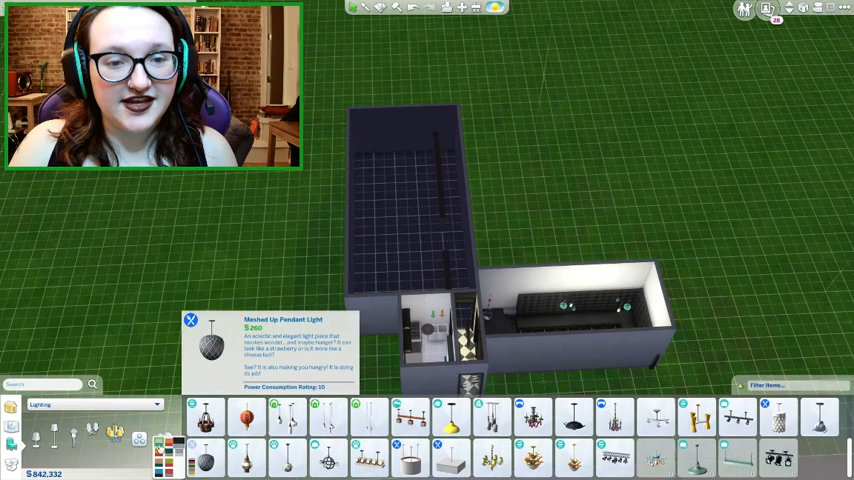 28
Meshed Up Pendant Light
§260
An eclectic and elegant light piece that
evokes wonder...and maybe hunger? It can
look like a strawberry or is it more like a
cheese ball?
See? It is also making you hungry! It is doing
its job!
Power Consumption Rating: 10
Search
Filter Items...
Lighting
§842,332